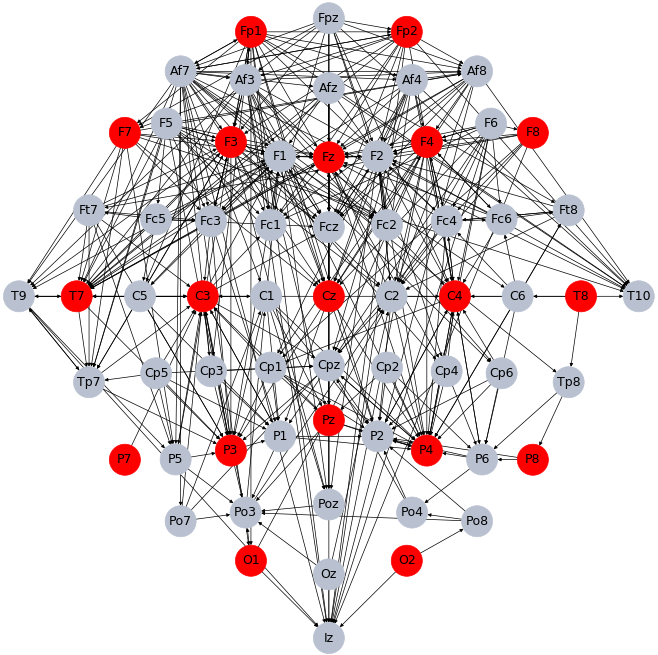 Fpz
Fp1 Fp2
Af7 Af3 Afz Af4 Af8
F7 F5 F3 F1 Fz F2 F4 F6 F8
Ft7 Fc5 Fc3 Fc1 Fcz Fc2 Fc4 Fc6 Ft8
T9 T7 C5 C3 C1 Cz C2 C4 C6 T8 T10
Tp7 Cp5 Cp3 Cp1 Cpz Cp2 Cp4 Cp6 Tp8
P7 P5 P3 P1 Pz P2 P4 P6 P8
Po7 Po3 Poz Po4 Po8
O1 Oz O2
Iz